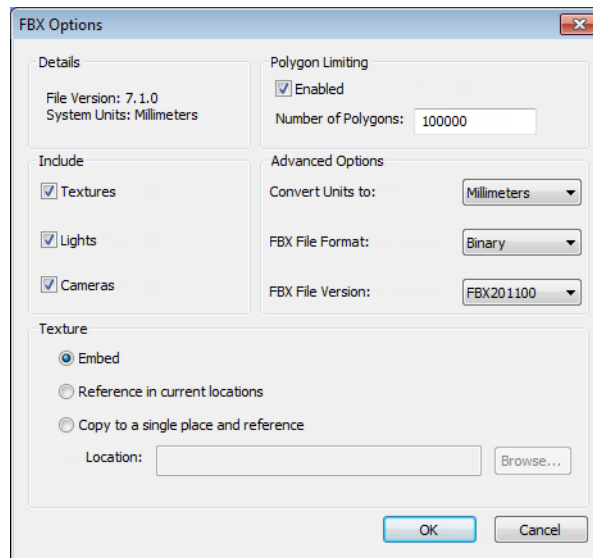 FBX Options
Details
File Version: 7.1.0
System Units: Millimeters
Polygon Limiting
Enabled
Number of Polygons: 100000
Include
Textures
Lights
Cameras
Advanced Options
Convert Units to: Millimeters
FBX File Format: Binary
FBX File Version: FBX201100
Texture
Embed
Reference in current locations
Copy to a single place and reference
Location: Browse...
OK Cancel